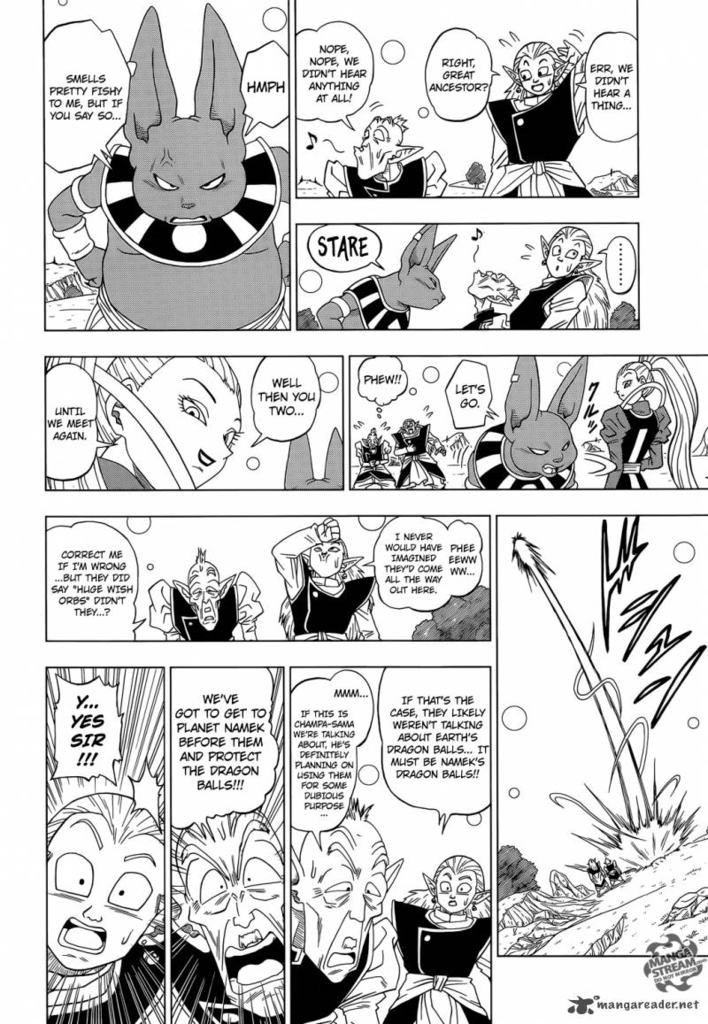 ERR, WE
DIDN'T
HEAR A
THING...
RIGHT,
GREAT
ANCESTOR?
NOPE,
NOPE, WE
DIDN'T HEAR
ANYTHING
AT ALL!
.......
STARE
HMPH
SMELLS
PRETTY FISHY
TO ME, BUT IF
YOU SAY SO...
LET'S
GO.
PHEW!!
WELL
THEN YOU
TWO...
UNTIL
WE MEET
AGAIN.
PHEE
EEWW
WW...
I NEVER
WOULD HAVE
IMAGINED
THEY'D COME
ALL THE WAY
OUT HERE.
CORRECT ME
IF I'M WRONG
...BUT THEY DID
SAY "HUGE WISH
ORBS" DIDN'T
THEY...?
IF THAT'S THE
CASE, THEY LIKELY
WEREN'T TALKING
ABOUT EARTH'S
DRAGON BALLS... IT
MUST BE NAMEK'S
DRAGON BALLS!!
MMM...
IF THIS IS
CHAMPA-SAMA
WE'RE TALKING
ABOUT, HE'S
DEFINITELY
PLANNING ON
USING THEM
FOR SOME
DUBIOUS
PURPOSE
...
WE'VE
GOT TO GET TO
PLANET NAMEK
BEFORE THEM
AND PROTECT
THE DRAGON
BALLS!!!
Y...
YES
SIR
!!!
MANGA
STREAM
DO NOT MIRROR
mangareader.net